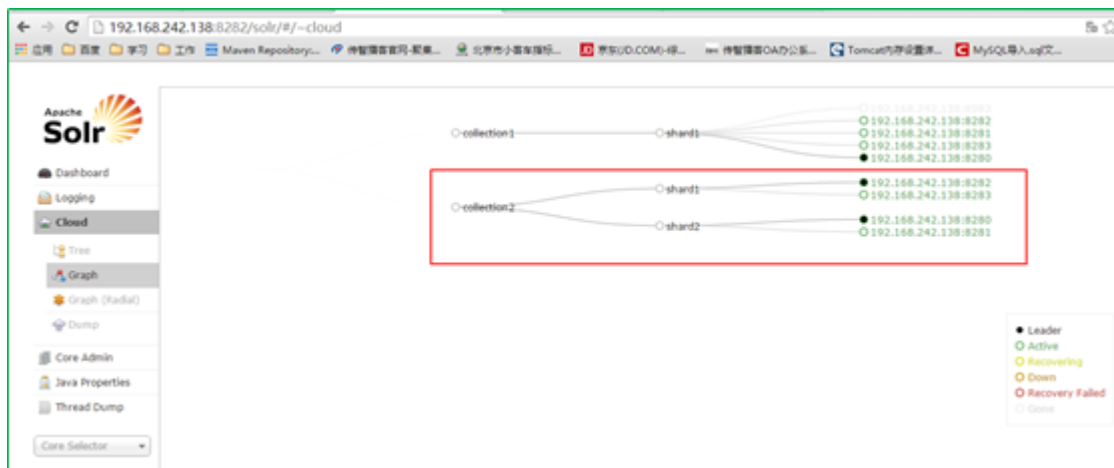 192.168.242.138:8282/solr/#/~cloud
应用 百度 学习 工作 Maven Repository:... 传智播客官网-... 北京市小客车指标... 京东(JD.COM)-... 传智播客OA办公系... Tomcat内存设置详... MySQL导入.sql文...
Apache
Solr
Dashboard
Logging
Cloud
Tree
Graph
Graph (Radial)
Dump
Core Admin
Java Properties
Thread Dump
Core Selector
collection1
shard1
192.168.242.138:8282
192.168.242.138:8281
192.168.242.138:8283
192.168.242.138:8280
collection2
shard1
192.168.242.138:8282
192.168.242.138:8283
shard2
192.168.242.138:8280
192.168.242.138:8281
Leader
Active
Recovering
Down
Recovery Failed
Gone